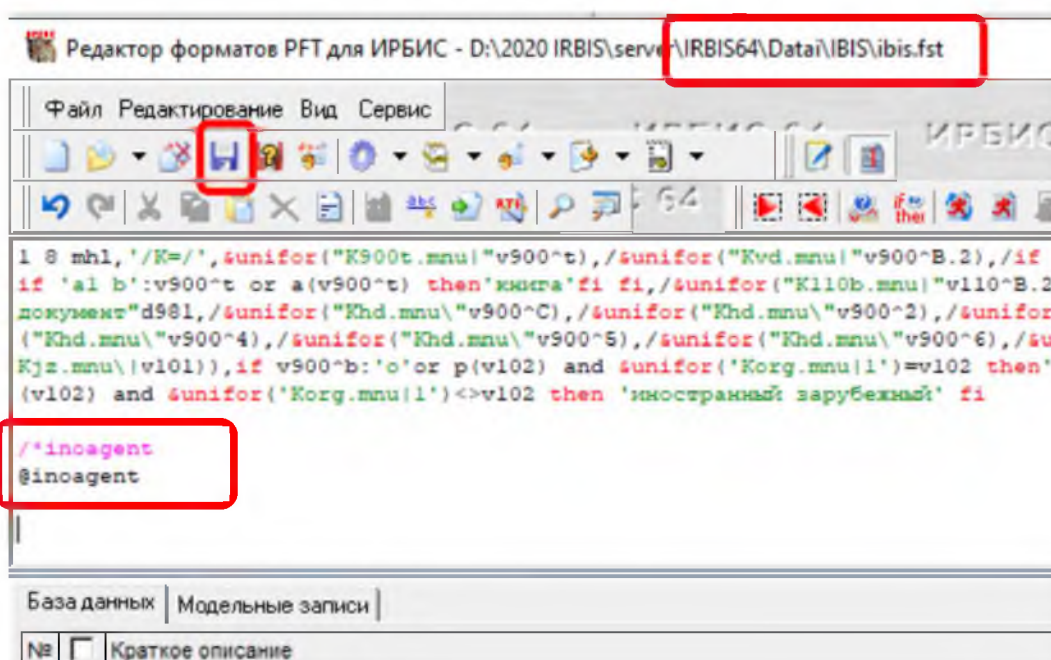 Редактор форматов PFT для ИРБИС - D:\2020 IRBIS\server\IRBIS64\Datai\IBIS\ibis.fst
Файл Редактирование Вид Сервис
ИРБИС
64
1 8 mhl,'/K=/',&unifor("K900t.mnu|"v900^t),/&unifor("Kvd.mnu|"v900^B.2),/if
if 'a1 b':v900^t or a(v900^t) then'книга'fi fi,/&unifor("K110b.mnu|"v110^B.2
документ"d981,/&unifor("Khd.mnu\"v900^C),/&unifor("Khd.mnu\"v900^2),/&unifor
("Khd.mnu\"v900^4),/&unifor("Khd.mnu\"v900^5),/&unifor("Khd.mnu\"v900^6),/&u
Kjz.mnu\|v101)),if v900^b:'o'or p(v102) and &unifor('Korg.mnu|1')=v102 then'
(v102) and &unifor('Korg.mnu|1')<>v102 then 'иностранный зарубежный' fi
/*inoagent
@inoagent
База данных Модельные записи
№ Краткое описание